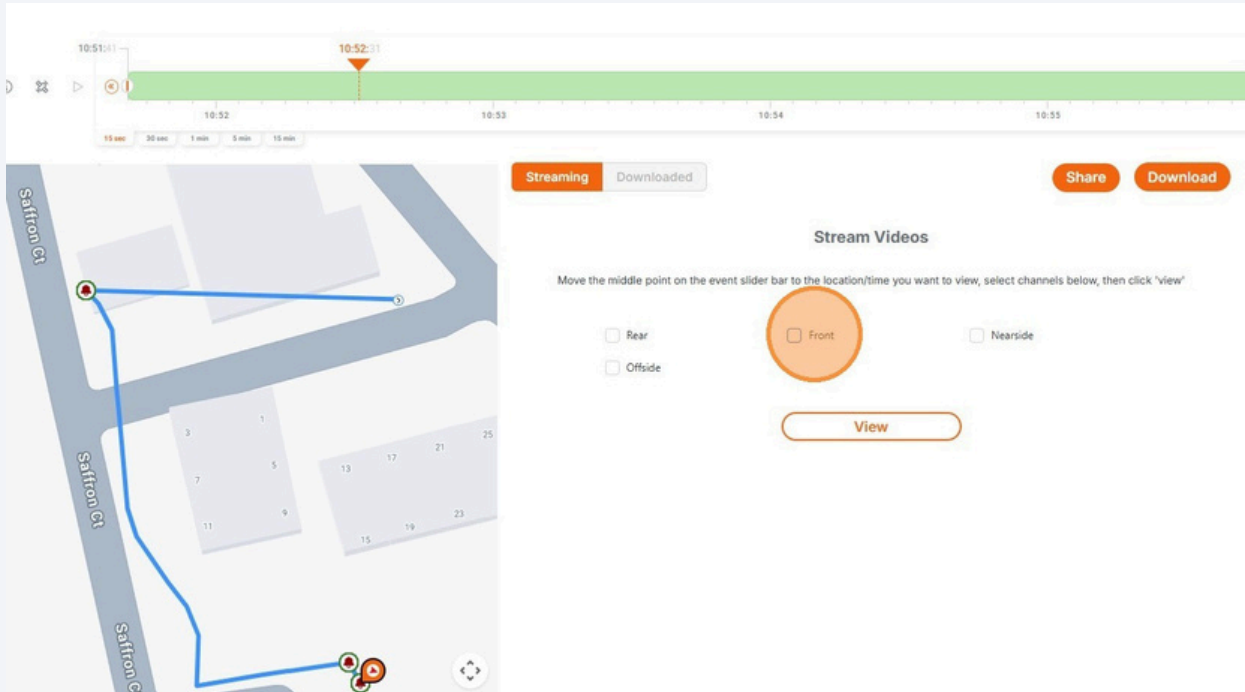 10:51:41
10:52:31
10:52
10:53
10:54
10:55
15 sec
30 sec
1 min
5 min
15 min
Streaming
Downloaded
Share
Download
Stream Videos
Move the middle point on the event slider bar to the location/time you want to view, select channels below, then click 'view'
Rear
Front
Nearside
Offside
View
Saffron Ct
Saffron Ct
Saffron C
1
3
5
7
9
11
13
17
21
25
15
19
23